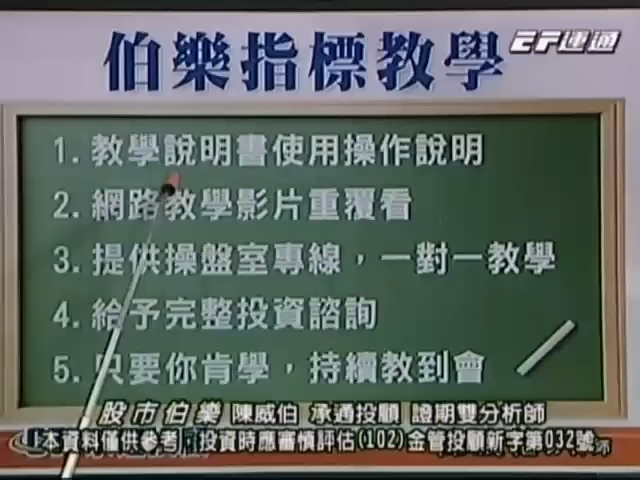 EF運通
伯樂指標教學
1. 教學說明書使用操作說明
2. 網路教學影片重覆看
3. 提供操盤室專線，一對一教學
4. 給予完整投資諮詢
5. 只要你肯學，持續教到會
股市伯樂 陳威伯 承通投顧 證期雙分析師
本資料僅供參考 投資時應審慎評估(102)金管投顧新字第032號
師